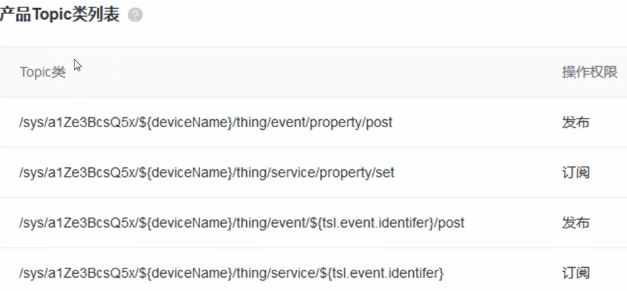 产品Topic类列表 ?
Topic类 操作权限
/sys/a1Ze3BcsQ5x/${deviceName}/thing/event/property/post 发布
/sys/a1Ze3BcsQ5x/${deviceName}/thing/service/property/set 订阅
/sys/a1Ze3BcsQ5x/${deviceName}/thing/event/${tsl.event.identifer}/post 发布
/sys/a1Ze3BcsQ5x/${deviceName}/thing/service/${tsl.event.identifer} 订阅